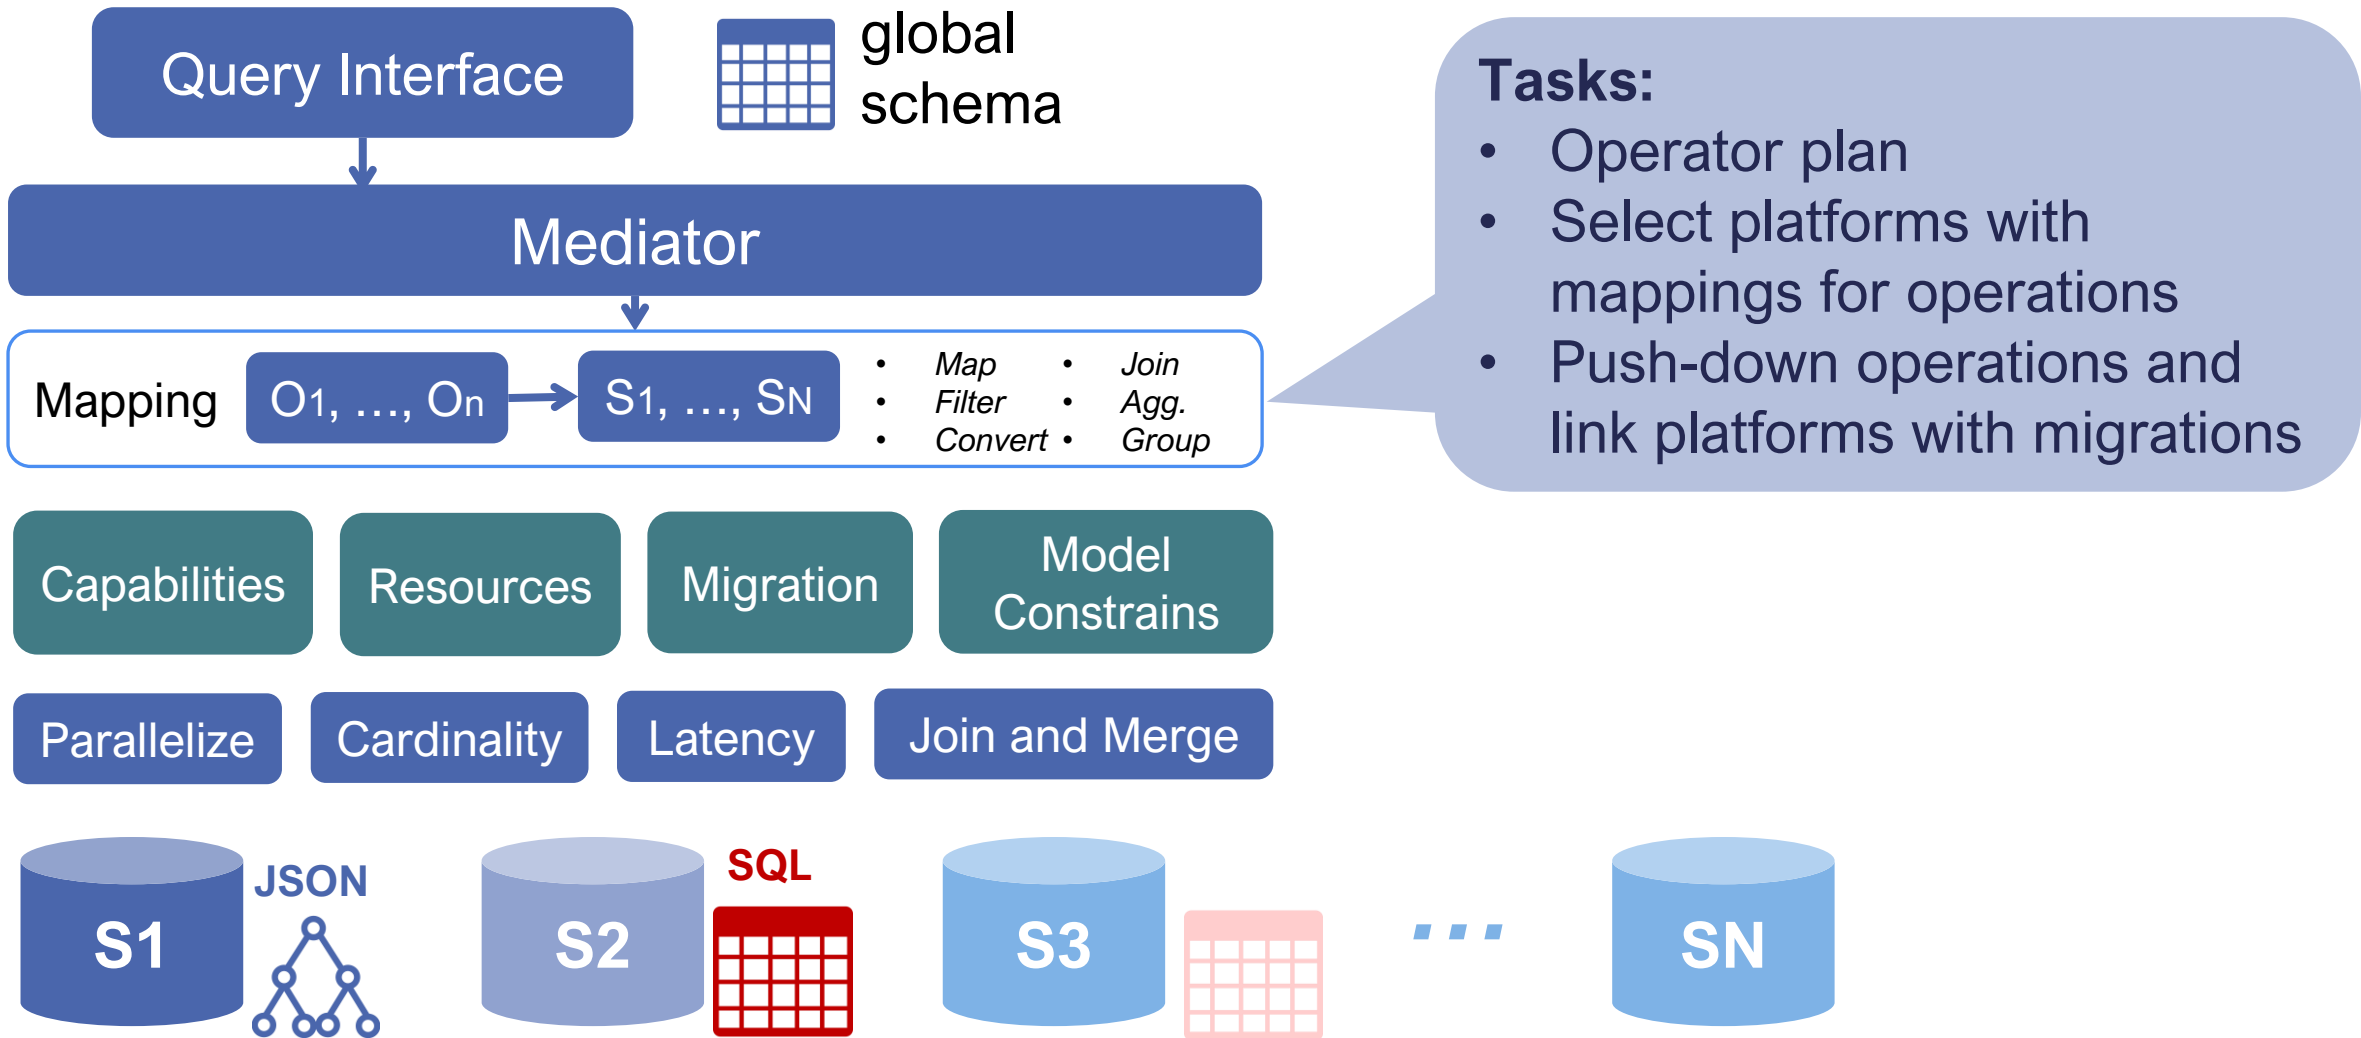 Query Interface
global
schema
Mediator
Mapping
O1, ..., On
S1, ..., SN
• Map
• Filter
• Convert
• Join
• Agg.
• Group
Tasks:
• Operator plan
• Select platforms with
mappings for operations
• Push-down operations and
link platforms with migrations
Capabilities
Resources
Migration
Model
Constrains
Parallelize
Cardinality
Latency
Join and Merge
S1
JSON
S2
SQL
S3
...
SN